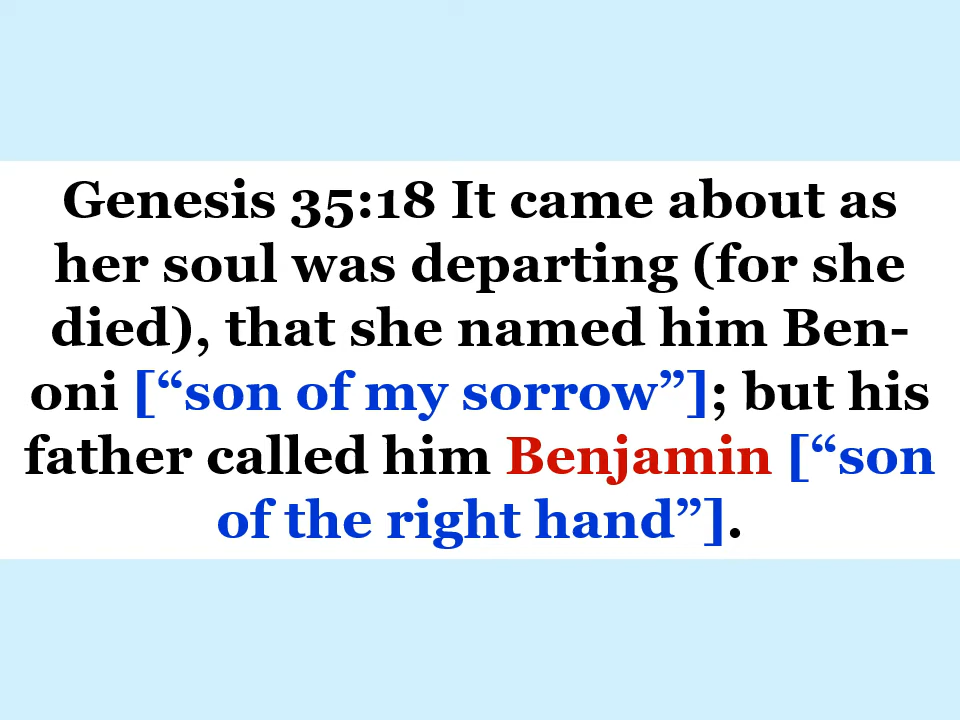 Genesis 35:18 It came about as
her soul was departing (for she
died), that she named him Ben-
oni [“son of my sorrow”]; but his
father called him Benjamin [“son
of the right hand”].